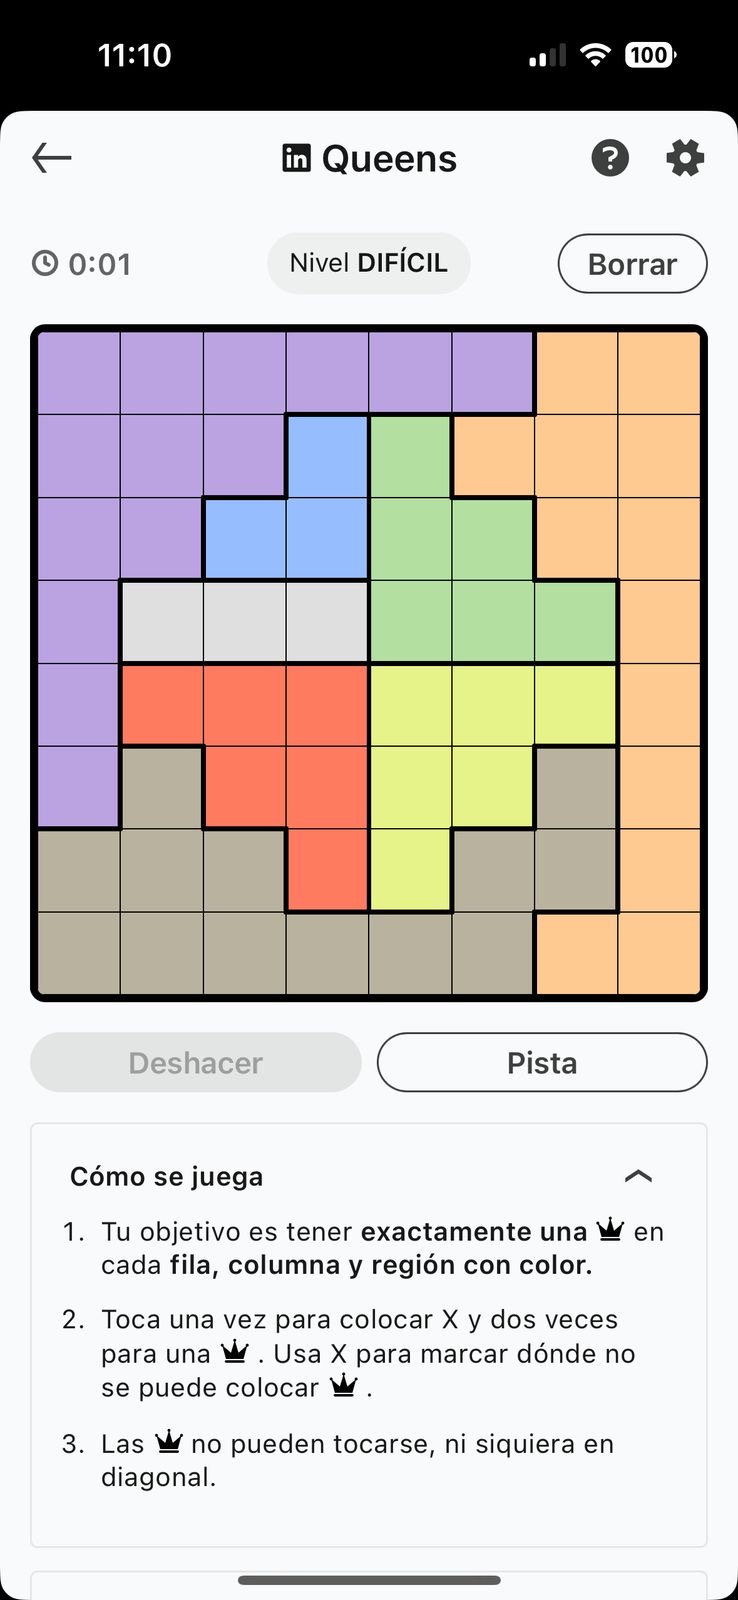 11:10
100
in Queens
?
0:01
Nivel DIFÍCIL
Borrar
Deshacer
Pista
Cómo se juega
1. Tu objetivo es tener exactamente una en
cada fila, columna y región con color.
2. Toca una vez para colocar X y dos veces
para una . Usa X para marcar dónde no
se puede colocar .
3. Las no pueden tocarse, ni siquiera en
diagonal.